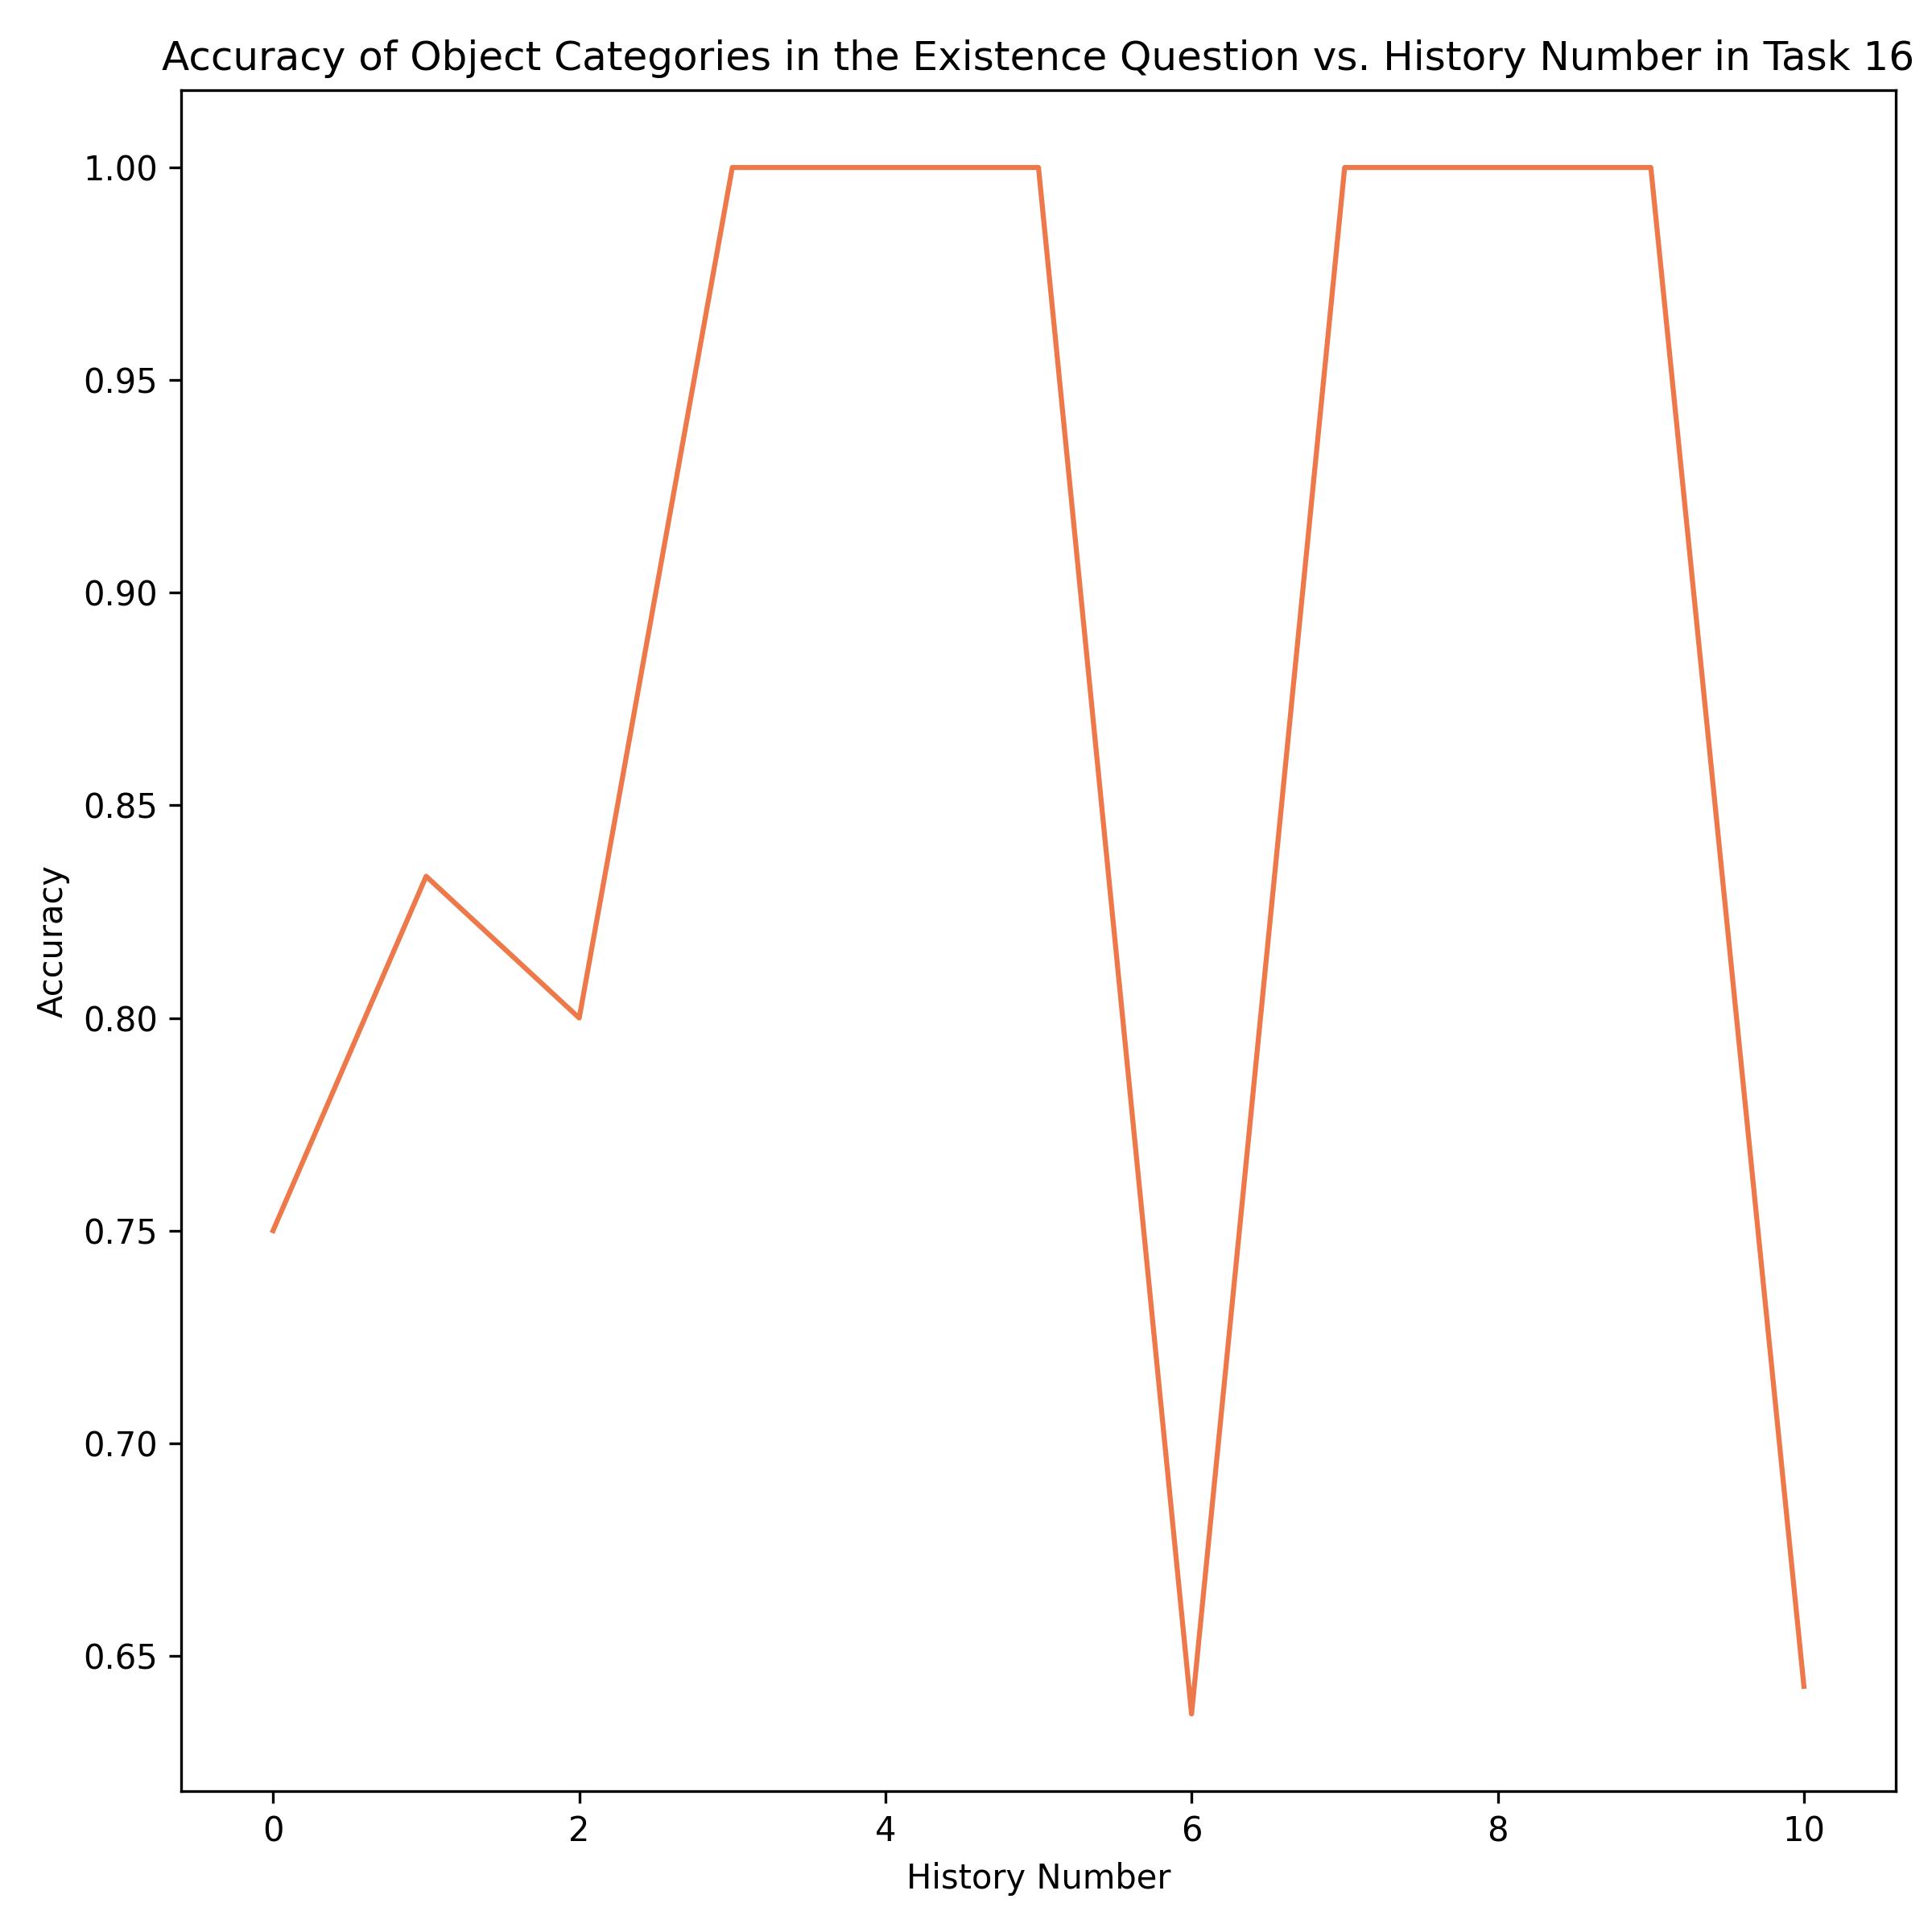 Accuracy of Object Categories in the Existence Question vs. History Number in Task 16
1.00
0.95
0.90
0.85
0.80
0.75
0.70
0.65
Accuracy
0 2 4 6 8 10
History Number